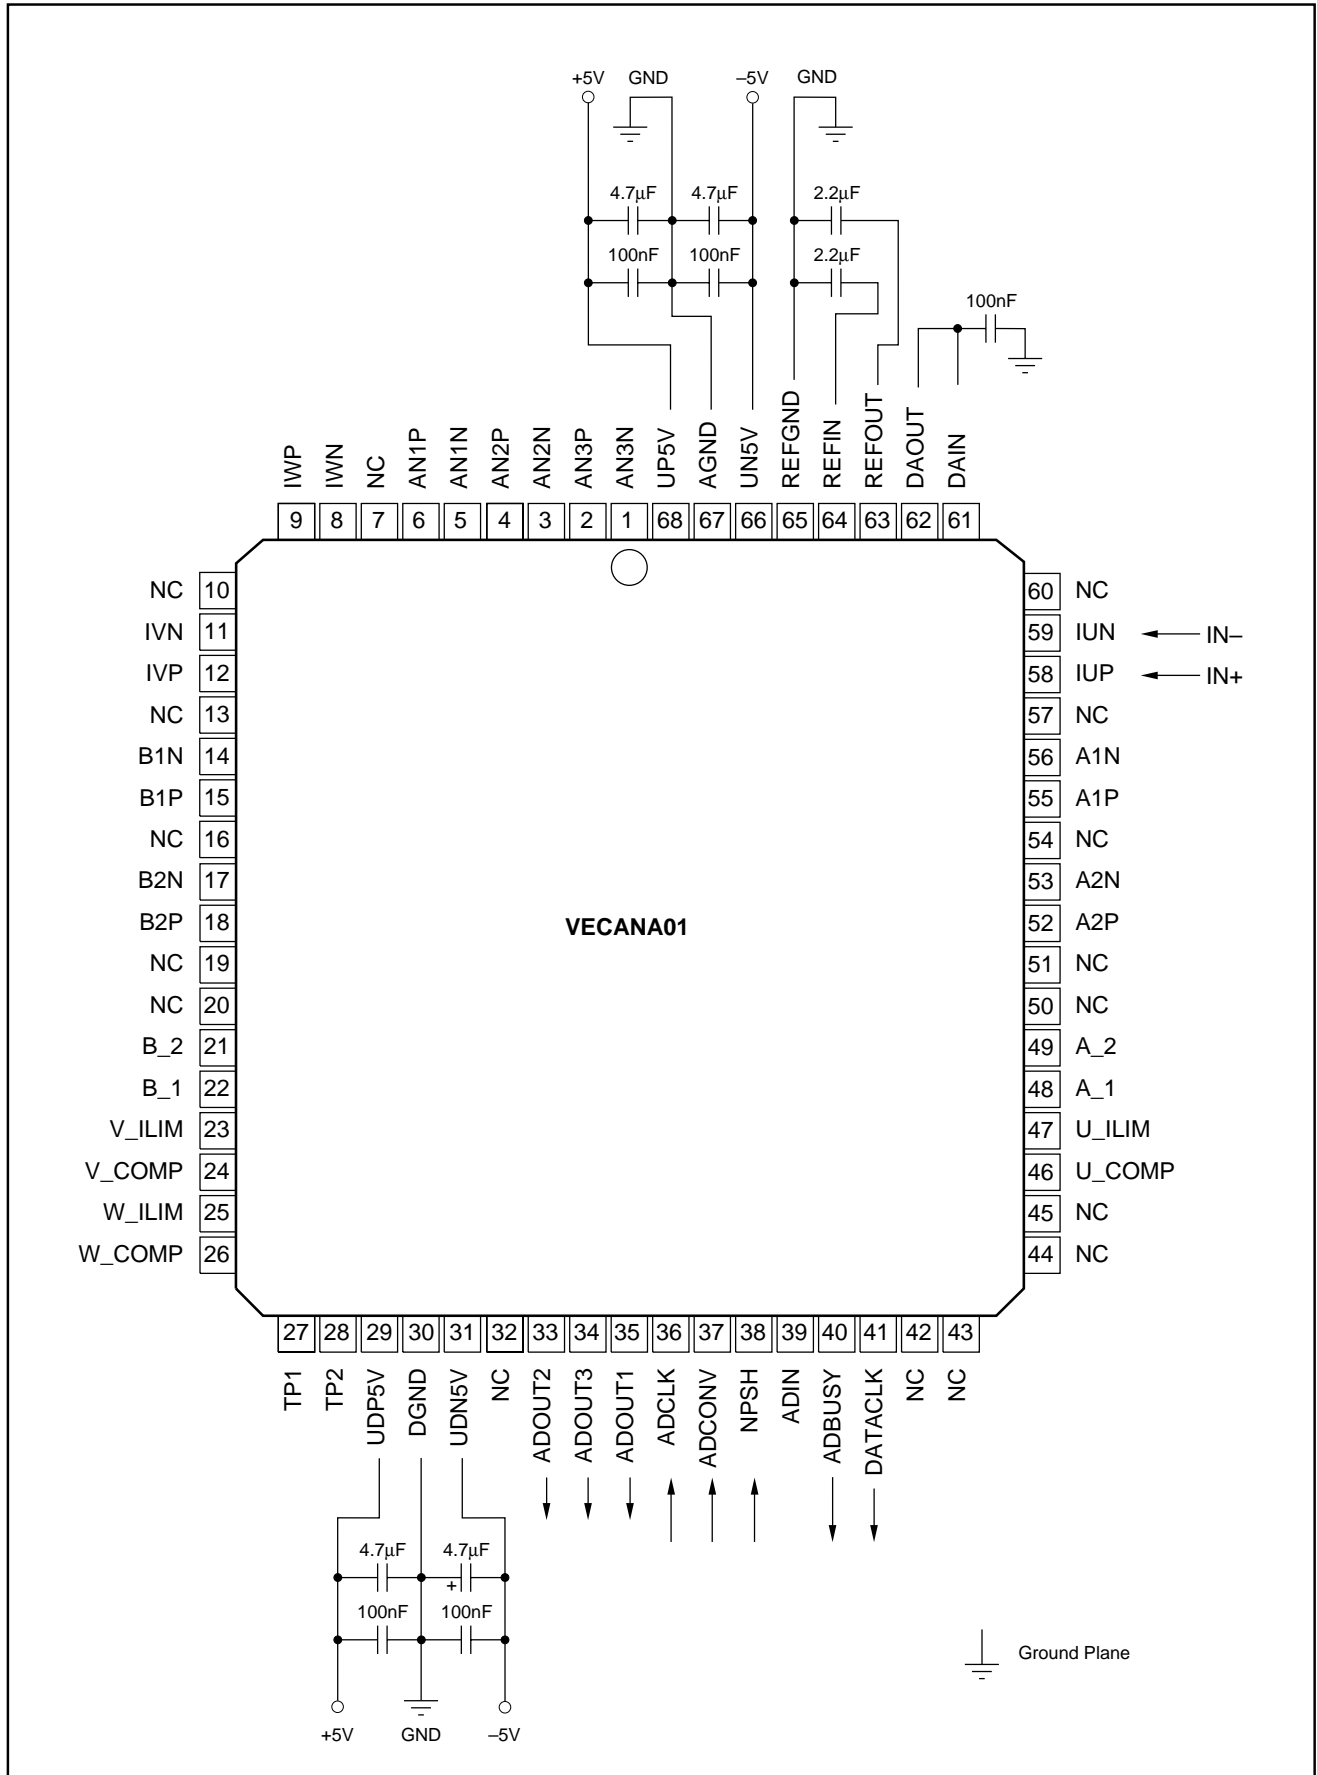 +5V GND –5V GND
4.7µF 4.7µF 2.2µF
100nF 100nF 2.2µF
100nF
IWP IWN NC AN1P AN1N AN2P AN2N AN3P AN3N UP5V AGND UN5V REFGND REFIN REFOUT DAOUT DAIN
9 8 7 6 5 4 3 2 1 68 67 66 65 64 63 62 61
NC 10 60 NC
IVN 11 59 IUN IN–
IVP 12 58 IUP IN+
NC 13 57 NC
B1N 14 56 A1N
B1P 15 55 A1P
NC 16 54 NC
B2N 17 53 A2N
B2P 18 VECANA01 52 A2P
NC 19 51 NC
NC 20 50 NC
B_2 21 49 A_2
B_1 22 48 A_1
V_ILIM 23 47 U_ILIM
V_COMP 24 46 U_COMP
W_ILIM 25 45 NC
W_COMP 26 44 NC
27 28 29 30 31 32 33 34 35 36 37 38 39 40 41 42 43
TP1 TP2 UDP5V DGND UDN5V NC ADOUT2 ADOUT3 ADOUT1 ADCLK ADCONV NPSH ADIN ADBUSY DATACLK NC NC
4.7µF 4.7µF
+
100nF 100nF
Ground Plane
+5V GND –5V